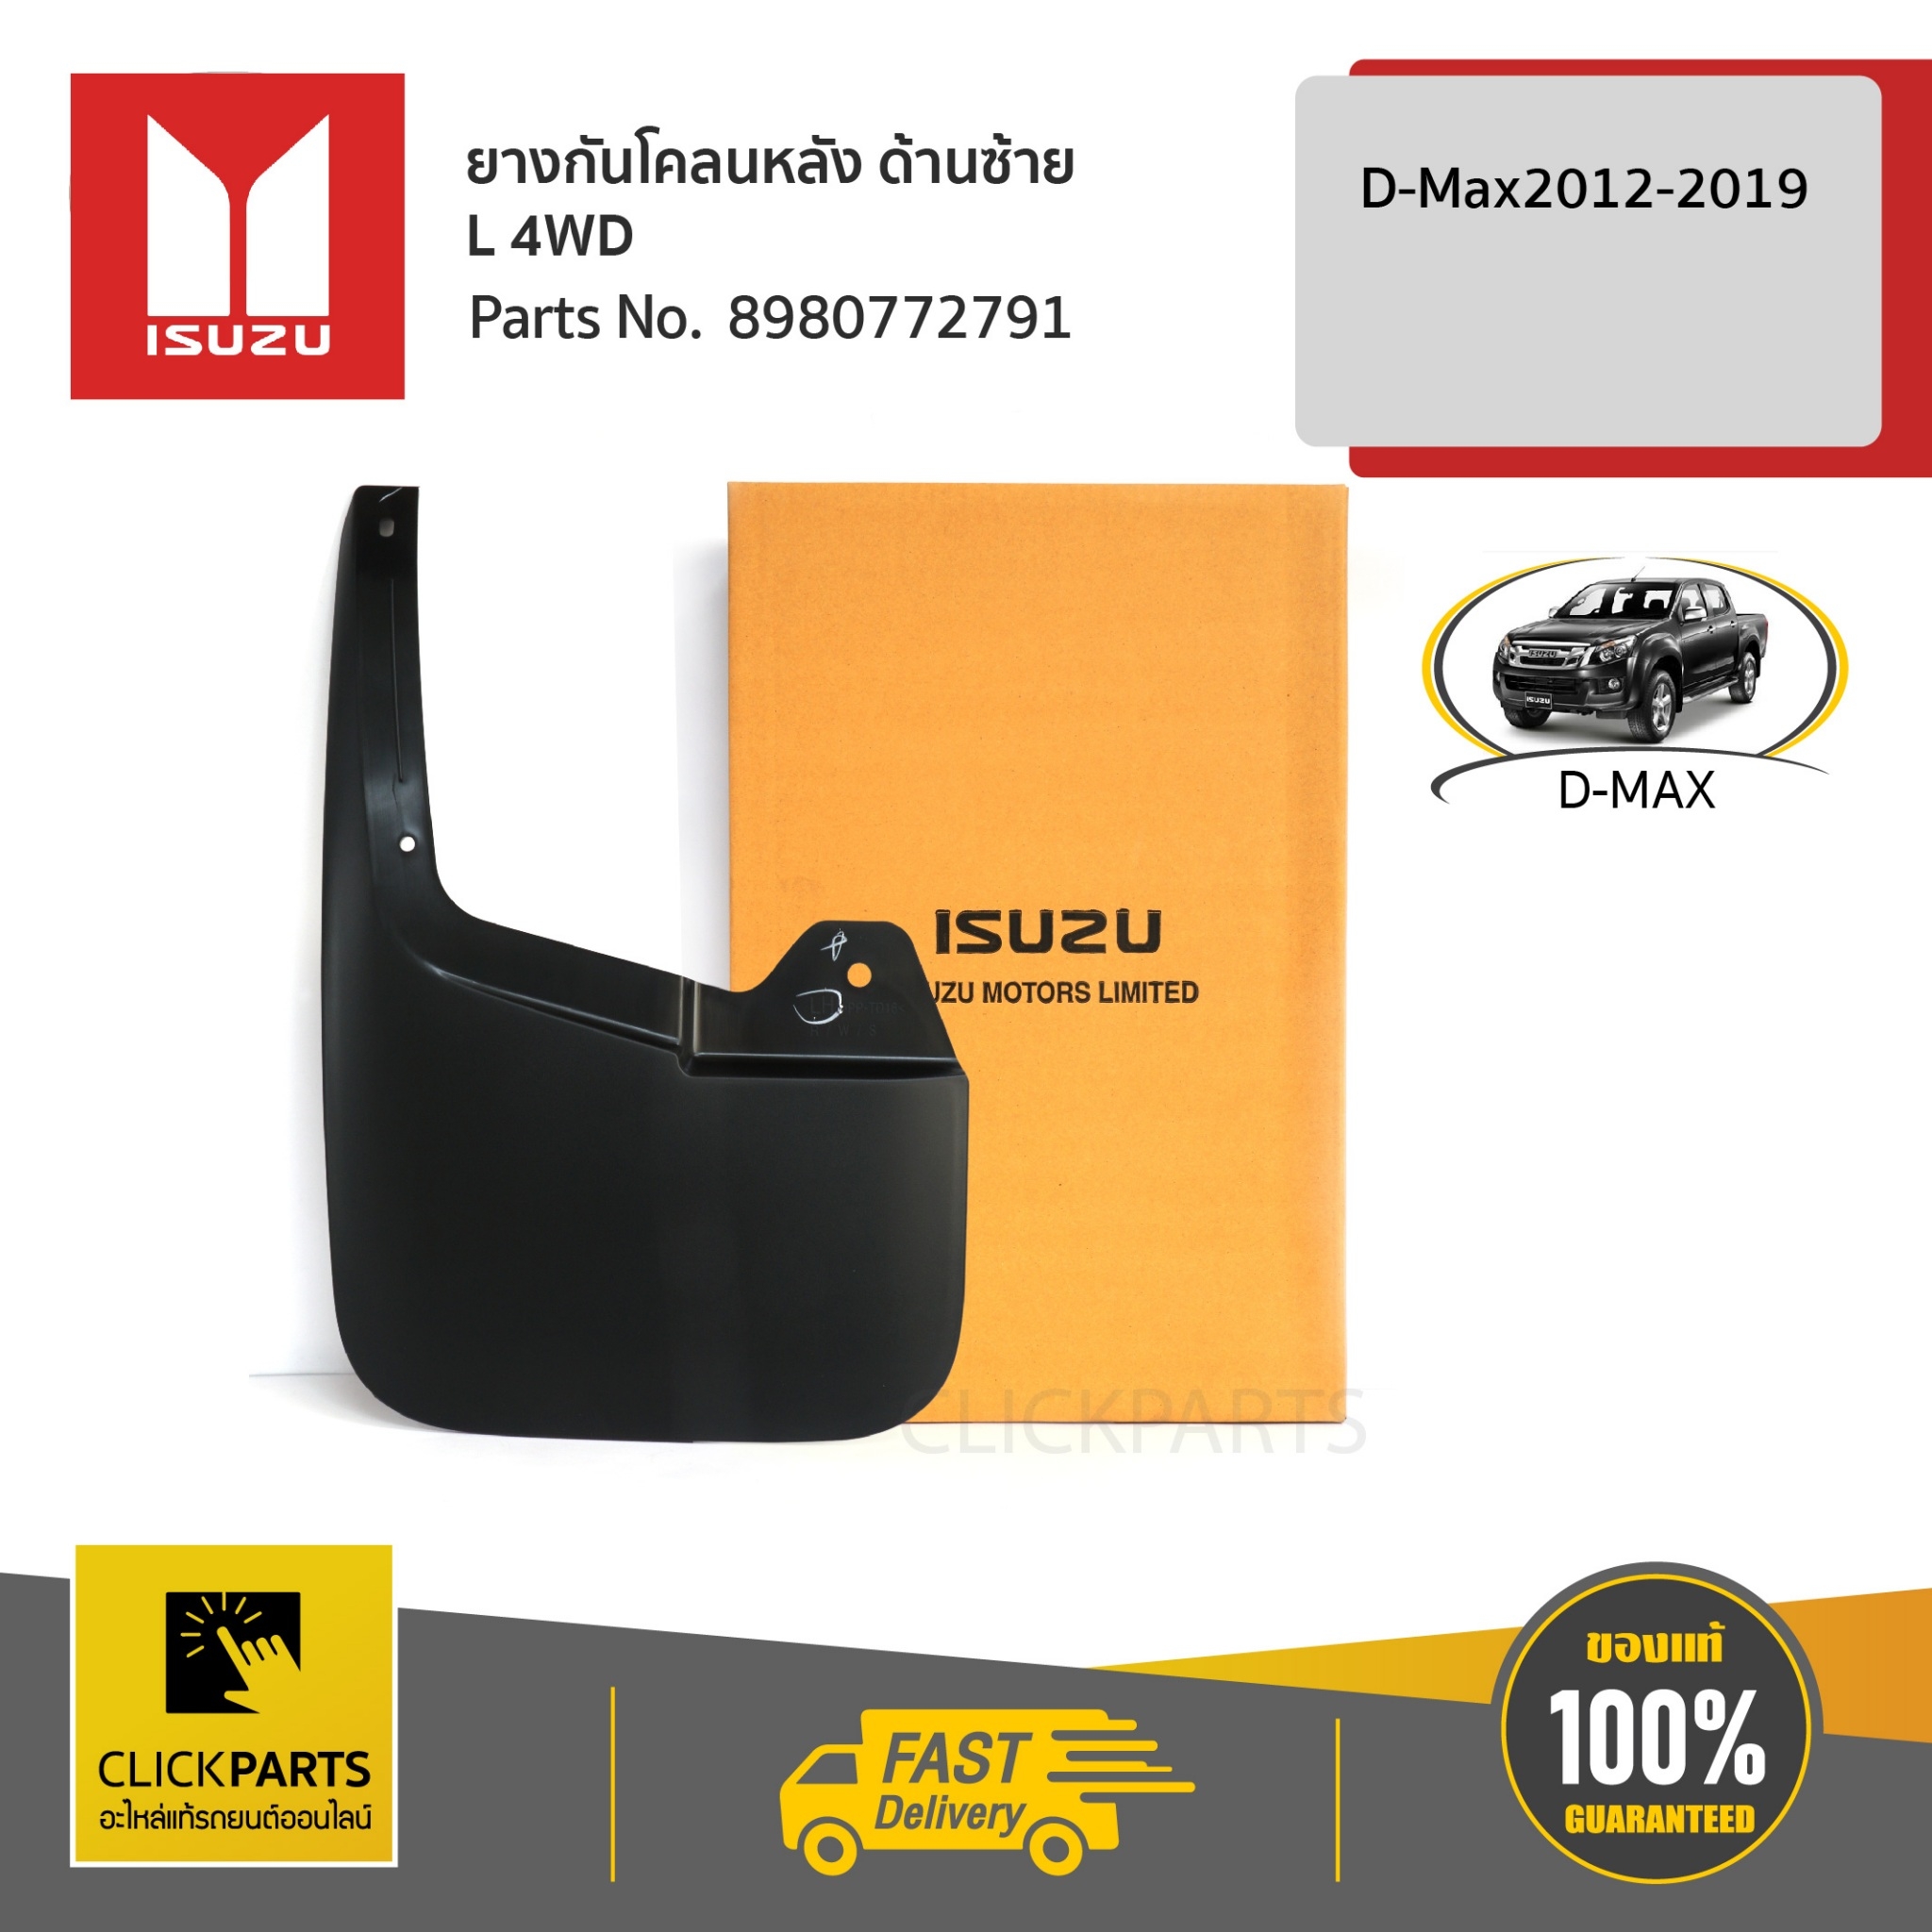 ISUZU
ยางกันโคลนหลัง ด้านซ้าย
L 4WD
Parts No. 8980772791
D-Max2012-2019
ISUZU
ISUZU
D-MAX
ISUZU
UZU MOTORS LIMITED
LH
CLICKPARTS
CLICKPARTS
อะไหล่แท้รถยนต์ออนไลน์
FAST
Delivery
ของแท้
100%
GUARANTEED